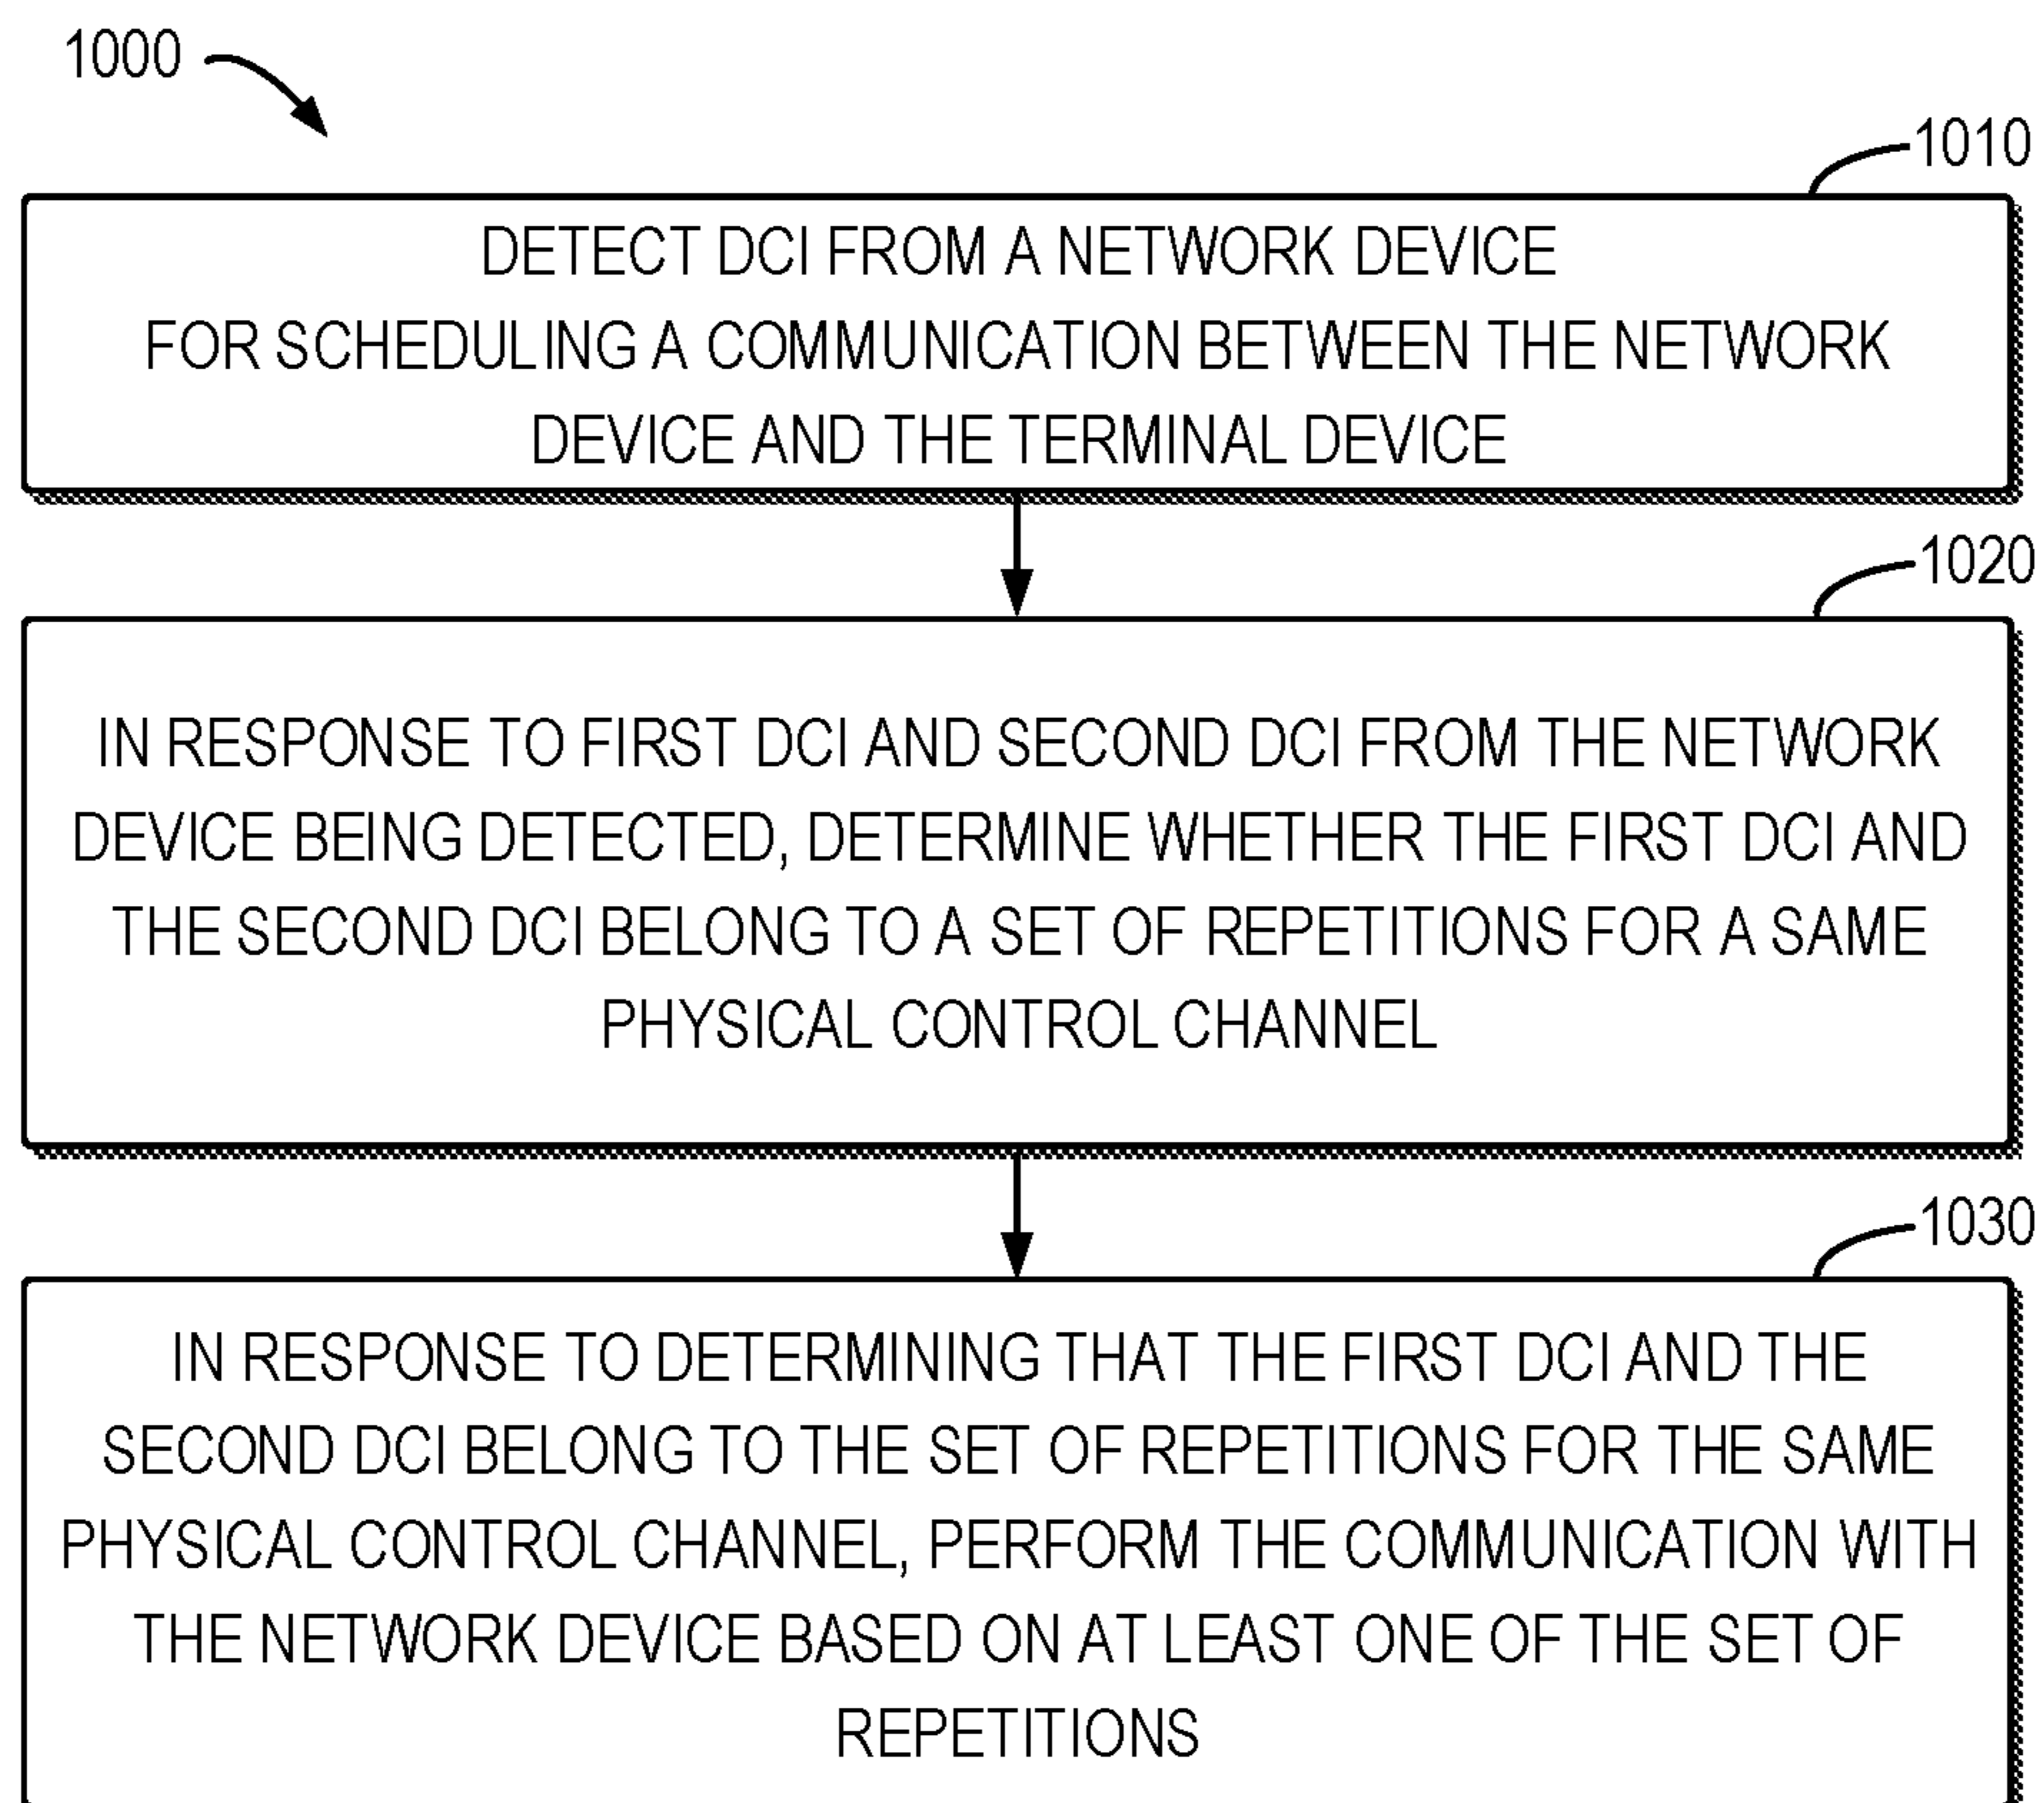 1000
1010
DETECT DCI FROM A NETWORK DEVICE
FOR SCHEDULING A COMMUNICATION BETWEEN THE NETWORK
DEVICE AND THE TERMINAL DEVICE
1020
IN RESPONSE TO FIRST DCI AND SECOND DCI FROM THE NETWORK
DEVICE BEING DETECTED, DETERMINE WHETHER THE FIRST DCI AND
THE SECOND DCI BELONG TO A SET OF REPETITIONS FOR A SAME
PHYSICAL CONTROL CHANNEL
1030
IN RESPONSE TO DETERMINING THAT THE FIRST DCI AND THE
SECOND DCI BELONG TO THE SET OF REPETITIONS FOR THE SAME
PHYSICAL CONTROL CHANNEL, PERFORM THE COMMUNICATION WITH
THE NETWORK DEVICE BASED ON AT LEAST ONE OF THE SET OF
REPETITIONS